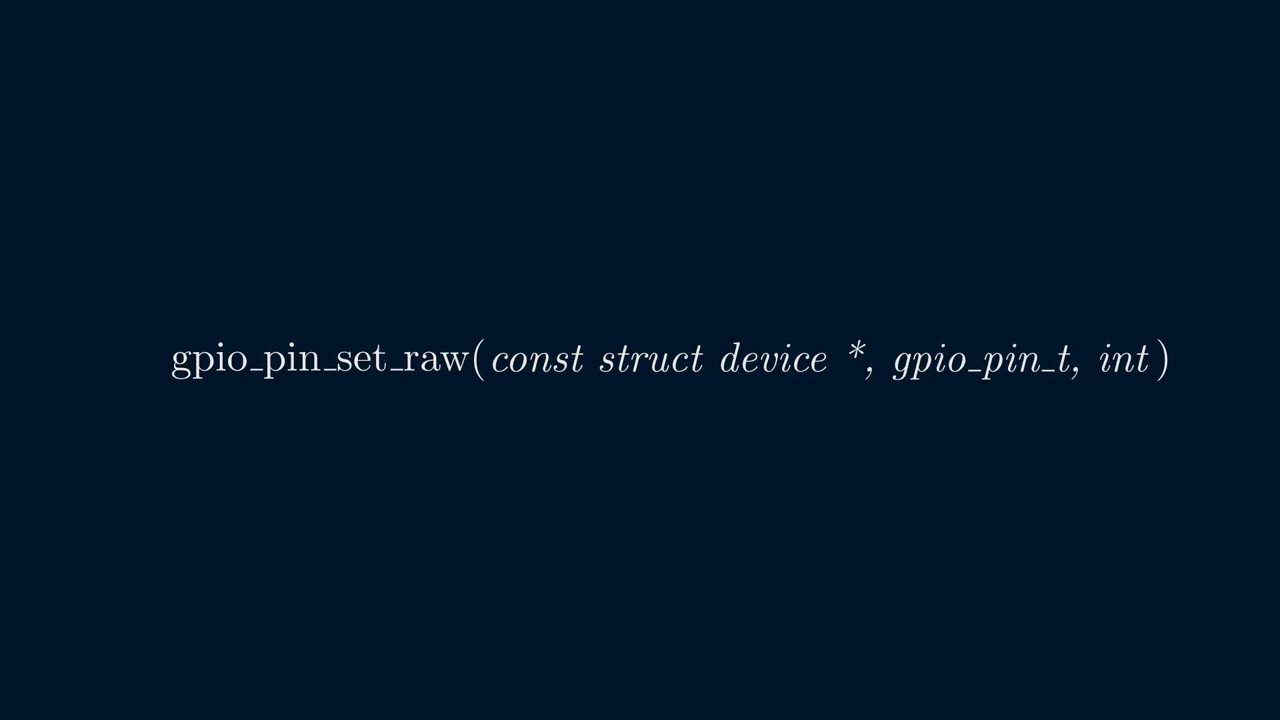 gpio_pin_set_raw(const struct device *, gpio_pin_t, int)